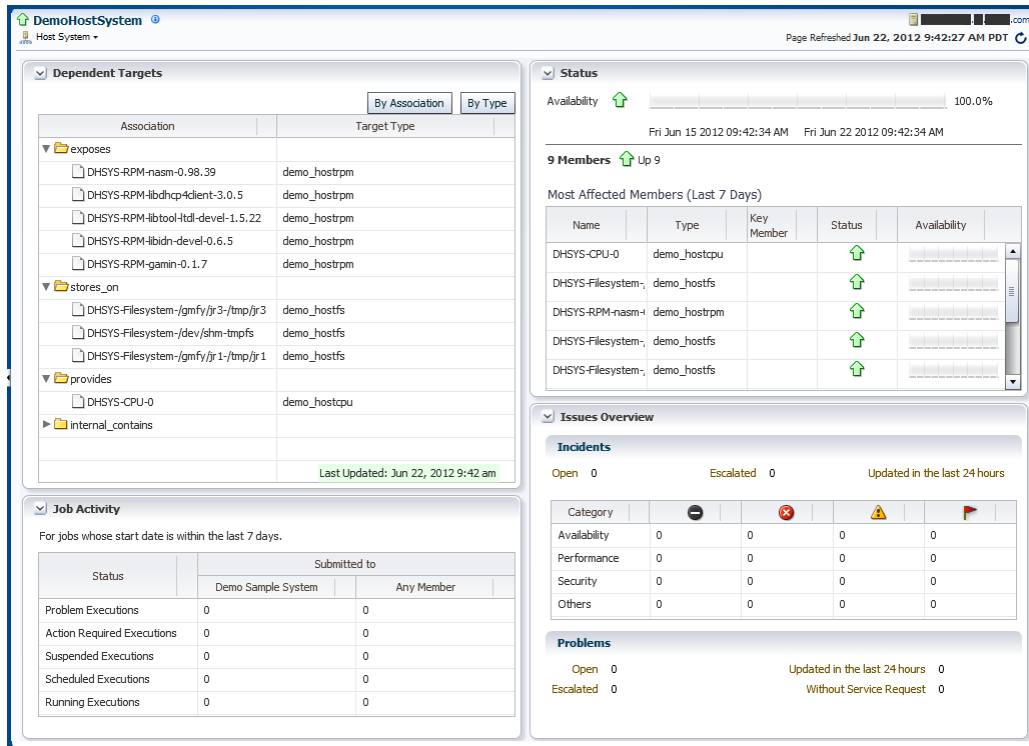 DemoHostSystem
.com
Host System
Page Refreshed Jun 22, 2012 9:42:27 AM PDT
Dependent Targets
By Association By Type
Association Target Type
exposes
DHSYS-RPM-nasm-0.98.39 demo_hostrpm
DHSYS-RPM-libdhcp4client-3.0.5 demo_hostrpm
DHSYS-RPM-libtool-ltdl-devel-1.5.22 demo_hostrpm
DHSYS-RPM-libidn-devel-0.6.5 demo_hostrpm
DHSYS-RPM-gamin-0.1.7 demo_hostrpm
stores_on
DHSYS-Filesystem-/gmfy/jr3-/tmp/jr3 demo_hostfs
DHSYS-Filesystem-/dev/shm-tmpfs demo_hostfs
DHSYS-Filesystem-/gmfy/jr1-/tmp/jr1 demo_hostfs
provides
DHSYS-CPU-0 demo_hostcpu
internal_contains
Last Updated: Jun 22, 2012 9:42 am
Job Activity
For jobs whose start date is within the last 7 days.
Status Submitted to
Demo Sample System Any Member
Problem Executions 0 0
Action Required Executions 0 0
Suspended Executions 0 0
Scheduled Executions 0 0
Running Executions 0 0
Status
Availability 100.0%
Fri Jun 15 2012 09:42:34 AM Fri Jun 22 2012 09:42:34 AM
9 Members Up 9
Most Affected Members (Last 7 Days)
Name Type Key Member Status Availability
DHSYS-CPU-0 demo_hostcpu
DHSYS-Filesystem- demo_hostfs
DHSYS-RPM-nasm- demo_hostrpm
DHSYS-Filesystem- demo_hostfs
DHSYS-Filesystem- demo_hostfs
Issues Overview
Incidents
Open 0 Escalated 0 Updated in the last 24 hours
Category
Availability 0 0 0 0
Performance 0 0 0 0
Security 0 0 0 0
Others 0 0 0 0
Problems
Open 0 Updated in the last 24 hours 0
Escalated 0 Without Service Request 0